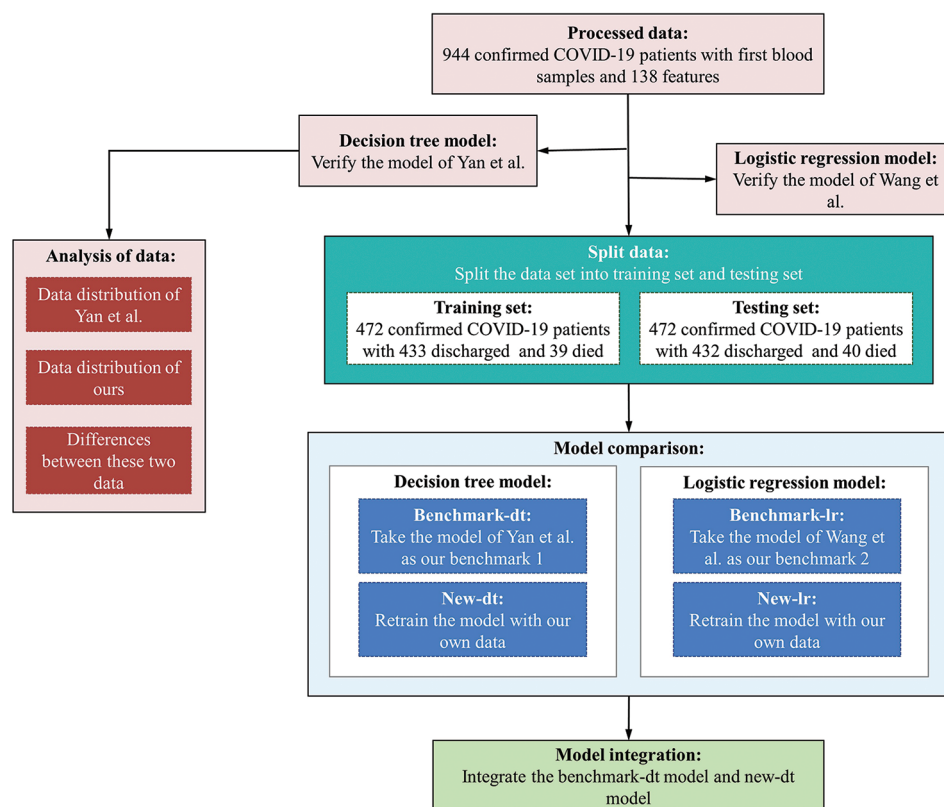 Processed data:
944 confirmed COVID-19 patients with first blood
samples and 138 features
Decision tree model:
Verify the model of Yan et al.
Logistic regression model:
Verify the model of Wang et
al.
Analysis of data:
Data distribution of
Yan et al.
Data distribution of
ours
Differences
between these two
data
Split data:
Split the data set into training set and testing set
Training set:
472 confirmed COVID-19 patients
with 433 discharged and 39 died
Testing set:
472 confirmed COVID-19 patients
with 432 discharged and 40 died
Model comparison:
Decision tree model:
Benchmark-dt:
Take the model of Yan et al.
as our benchmark 1
New-dt:
Retrain the model with our
own data
Logistic regression model:
Benchmark-lr:
Take the model of Wang et
al. as our benchmark 2
New-lr:
Retrain the model with our
own data
Model integration:
Integrate the benchmark-dt model and new-dt
model